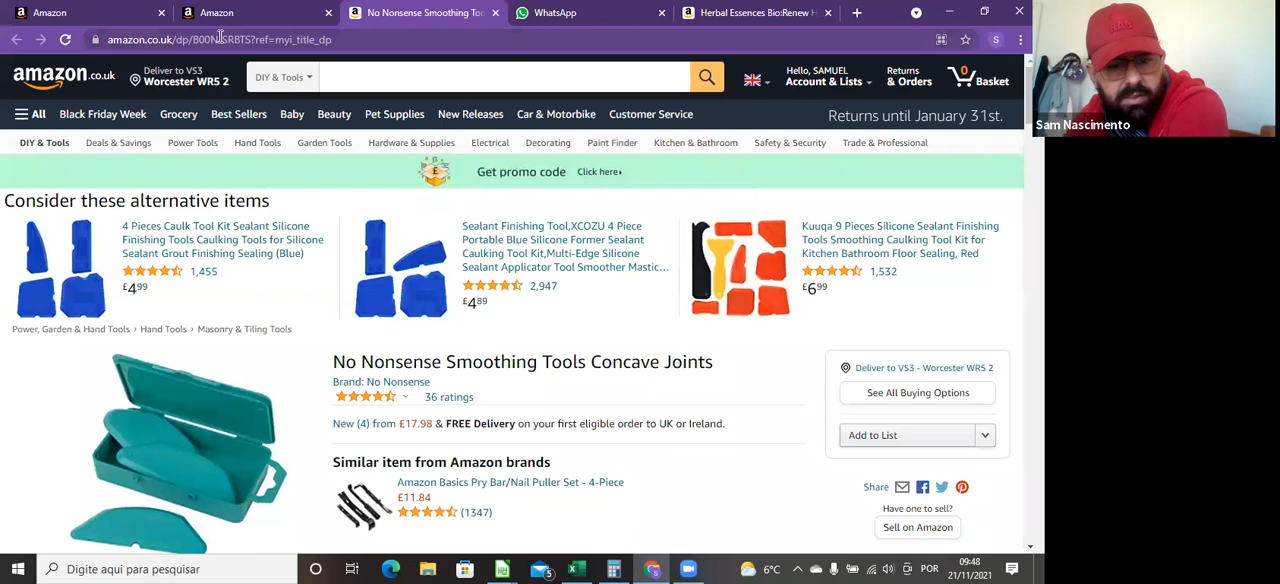 Amazon
Amazon
No Nonsense Smoothing Too
WhatsApp
Herbal Essences Bio:Renew H
amazon.co.uk/dp/B00NJSRBTS?ref=myi_title_dp
S
amazon.co.uk
Deliver to VS3
Worcester WR5 2
DIY & Tools
Hello, SAMUEL
Account & Lists
Returns
& Orders
0
Basket
All
Black Friday Week
Grocery
Best Sellers
Baby
Beauty
Pet Supplies
New Releases
Car & Motorbike
Customer Service
Returns until January 31st.
DIY & Tools
Deals & Savings
Power Tools
Hand Tools
Garden Tools
Hardware & Supplies
Electrical
Decorating
Paint Finder
Kitchen & Bathroom
Safety & Security
Trade & Professional
Get promo code
Click here
Consider these alternative items
4 Pieces Caulk Tool Kit Sealant Silicone
Finishing Tools Caulking Tools for Silicone
Sealant Grout Finishing Sealing (Blue)
1,455
£4.99
Sealant Finishing Tool,XCOZU 4 Piece
Portable Blue Silicone Former Sealant
Caulking Tool Kit,Multi-Edge Silicone
Sealant Applicator Tool Smoother Mastic...
2,947
£4.89
Kuuqa 9 Pieces Silicone Sealant Finishing
Tools Smoothing Caulking Tool Kit for
Kitchen Bathroom Floor Sealing, Red
1,532
£6.99
Power, Garden & Hand Tools › Hand Tools › Masonry & Tiling Tools
No Nonsense Smoothing Tools Concave Joints
Brand: No Nonsense
36 ratings
New (4) from £17.98 & FREE Delivery on your first eligible order to UK or Ireland.
Similar item from Amazon brands
Amazon Basics Pry Bar/Nail Puller Set - 4-Piece
£11.84
(1347)
Deliver to VS3 - Worcester WR5 2
See All Buying Options
Add to List
Share
Have one to sell?
Sell on Amazon
Sam Nascimento
Digite aqui para pesquisar
5
6°C
POR
09:48
21/11/2021